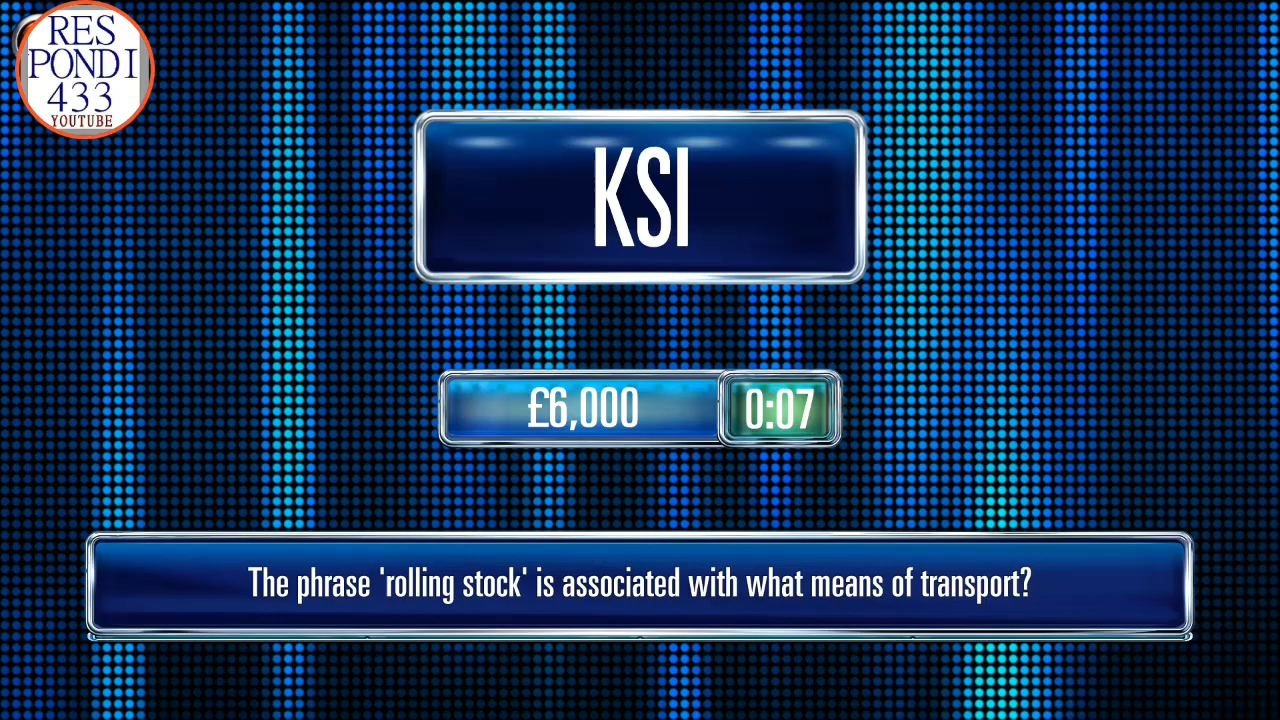 RES
POND I
433
YOUTUBE
KSI
£6,000 0:07
The phrase 'rolling stock' is associated with what means of transport?